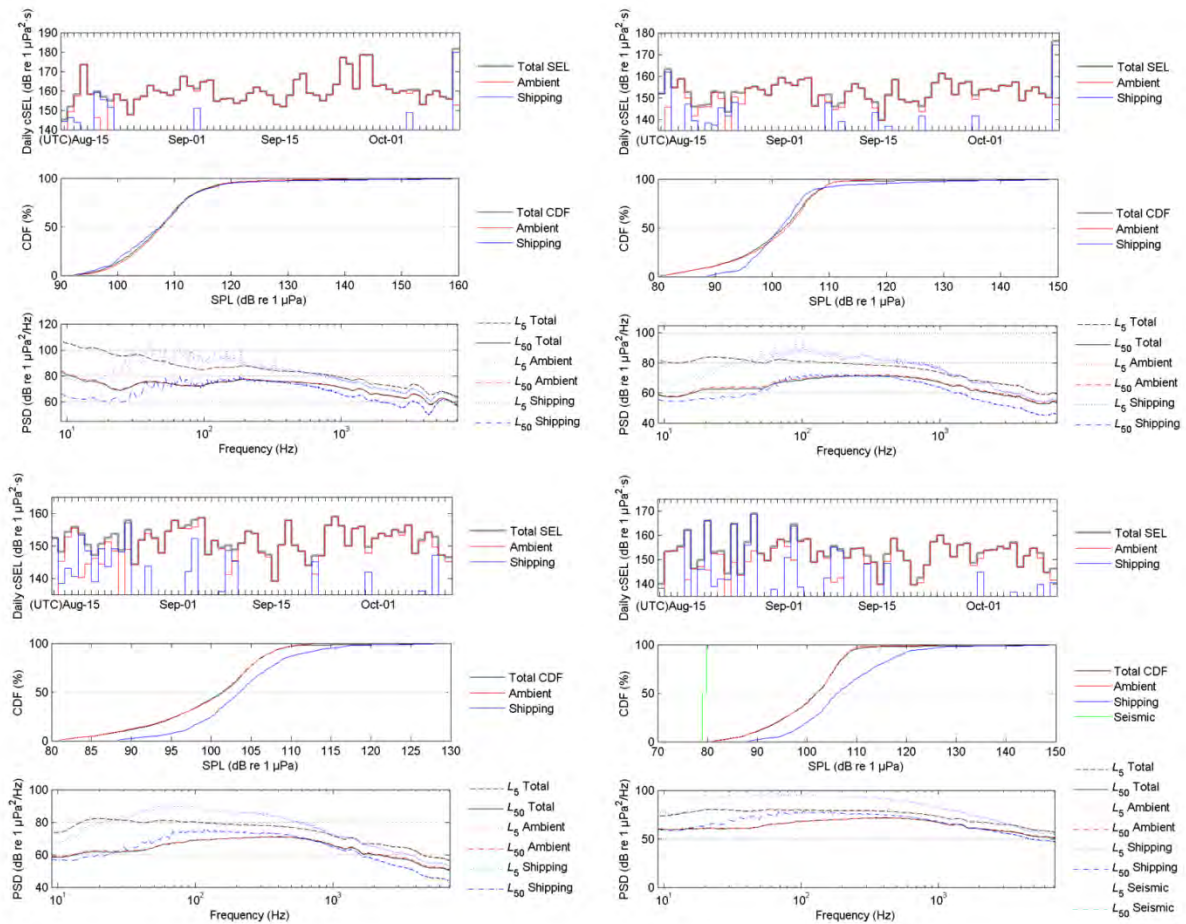 Daily cSEL (dB re 1 µPa²·s)
190
180
170
160
150
140
130
(UTC)Aug-15 Sep-01 Sep-15 Oct-01
Total SEL
Ambient
Shipping
CDF (%)
100
50
0
90 100 110 120 130 140 150 160
SPL (dB re 1 µPa)
Total CDF
Ambient
Shipping
PSD (dB re 1 µPa²/Hz)
120
100
80
60
10¹ 10² 10³
Frequency (Hz)
L₅ Total
L₅₀ Total
L₅ Ambient
L₅₀ Ambient
L₅ Shipping
L₅₀ Shipping
Daily cSEL (dB re 1 µPa²·s)
180
170
160
150
140
(UTC)Aug-15 Sep-01 Sep-15 Oct-01
Total SEL
Ambient
Shipping
CDF (%)
100
50
0
80 90 100 110 120 130 140 150
SPL (dB re 1 µPa)
Total CDF
Ambient
Shipping
PSD (dB re 1 µPa²/Hz)
100
80
60
40
10¹ 10² 10³
Frequency (Hz)
L₅ Total
L₅₀ Total
L₅ Ambient
L₅₀ Ambient
L₅ Shipping
L₅₀ Shipping
Daily cSEL (dB re 1 µPa²·s)
160
150
140
(UTC)Aug-15 Sep-01 Sep-15 Oct-01
Total SEL
Ambient
Shipping
CDF (%)
100
50
0
80 85 90 95 100 105 110 115 120 125 130
SPL (dB re 1 µPa)
Total CDF
Ambient
Shipping
PSD (dB re 1 µPa²/Hz)
100
80
60
40
10¹ 10² 10³
Frequency (Hz)
L₅ Total
L₅₀ Total
L₅ Ambient
L₅₀ Ambient
L₅ Shipping
L₅₀ Shipping
Daily cSEL (dB re 1 µPa²·s)
170
160
150
140
(UTC)Aug-15 Sep-01 Sep-15 Oct-01
Total SEL
Ambient
Shipping
CDF (%)
100
50
0
70 80 90 100 110 120 130 140 150
SPL (dB re 1 µPa)
Total CDF
Ambient
Shipping
Seismic
PSD (dB re 1 µPa²/Hz)
100
50
0
10¹ 10² 10³
Frequency (Hz)
L₅ Total
L₅₀ Total
L₅ Ambient
L₅₀ Ambient
L₅ Shipping
L₅₀ Shipping
L₅ Seismic
L₅₀ Seismic